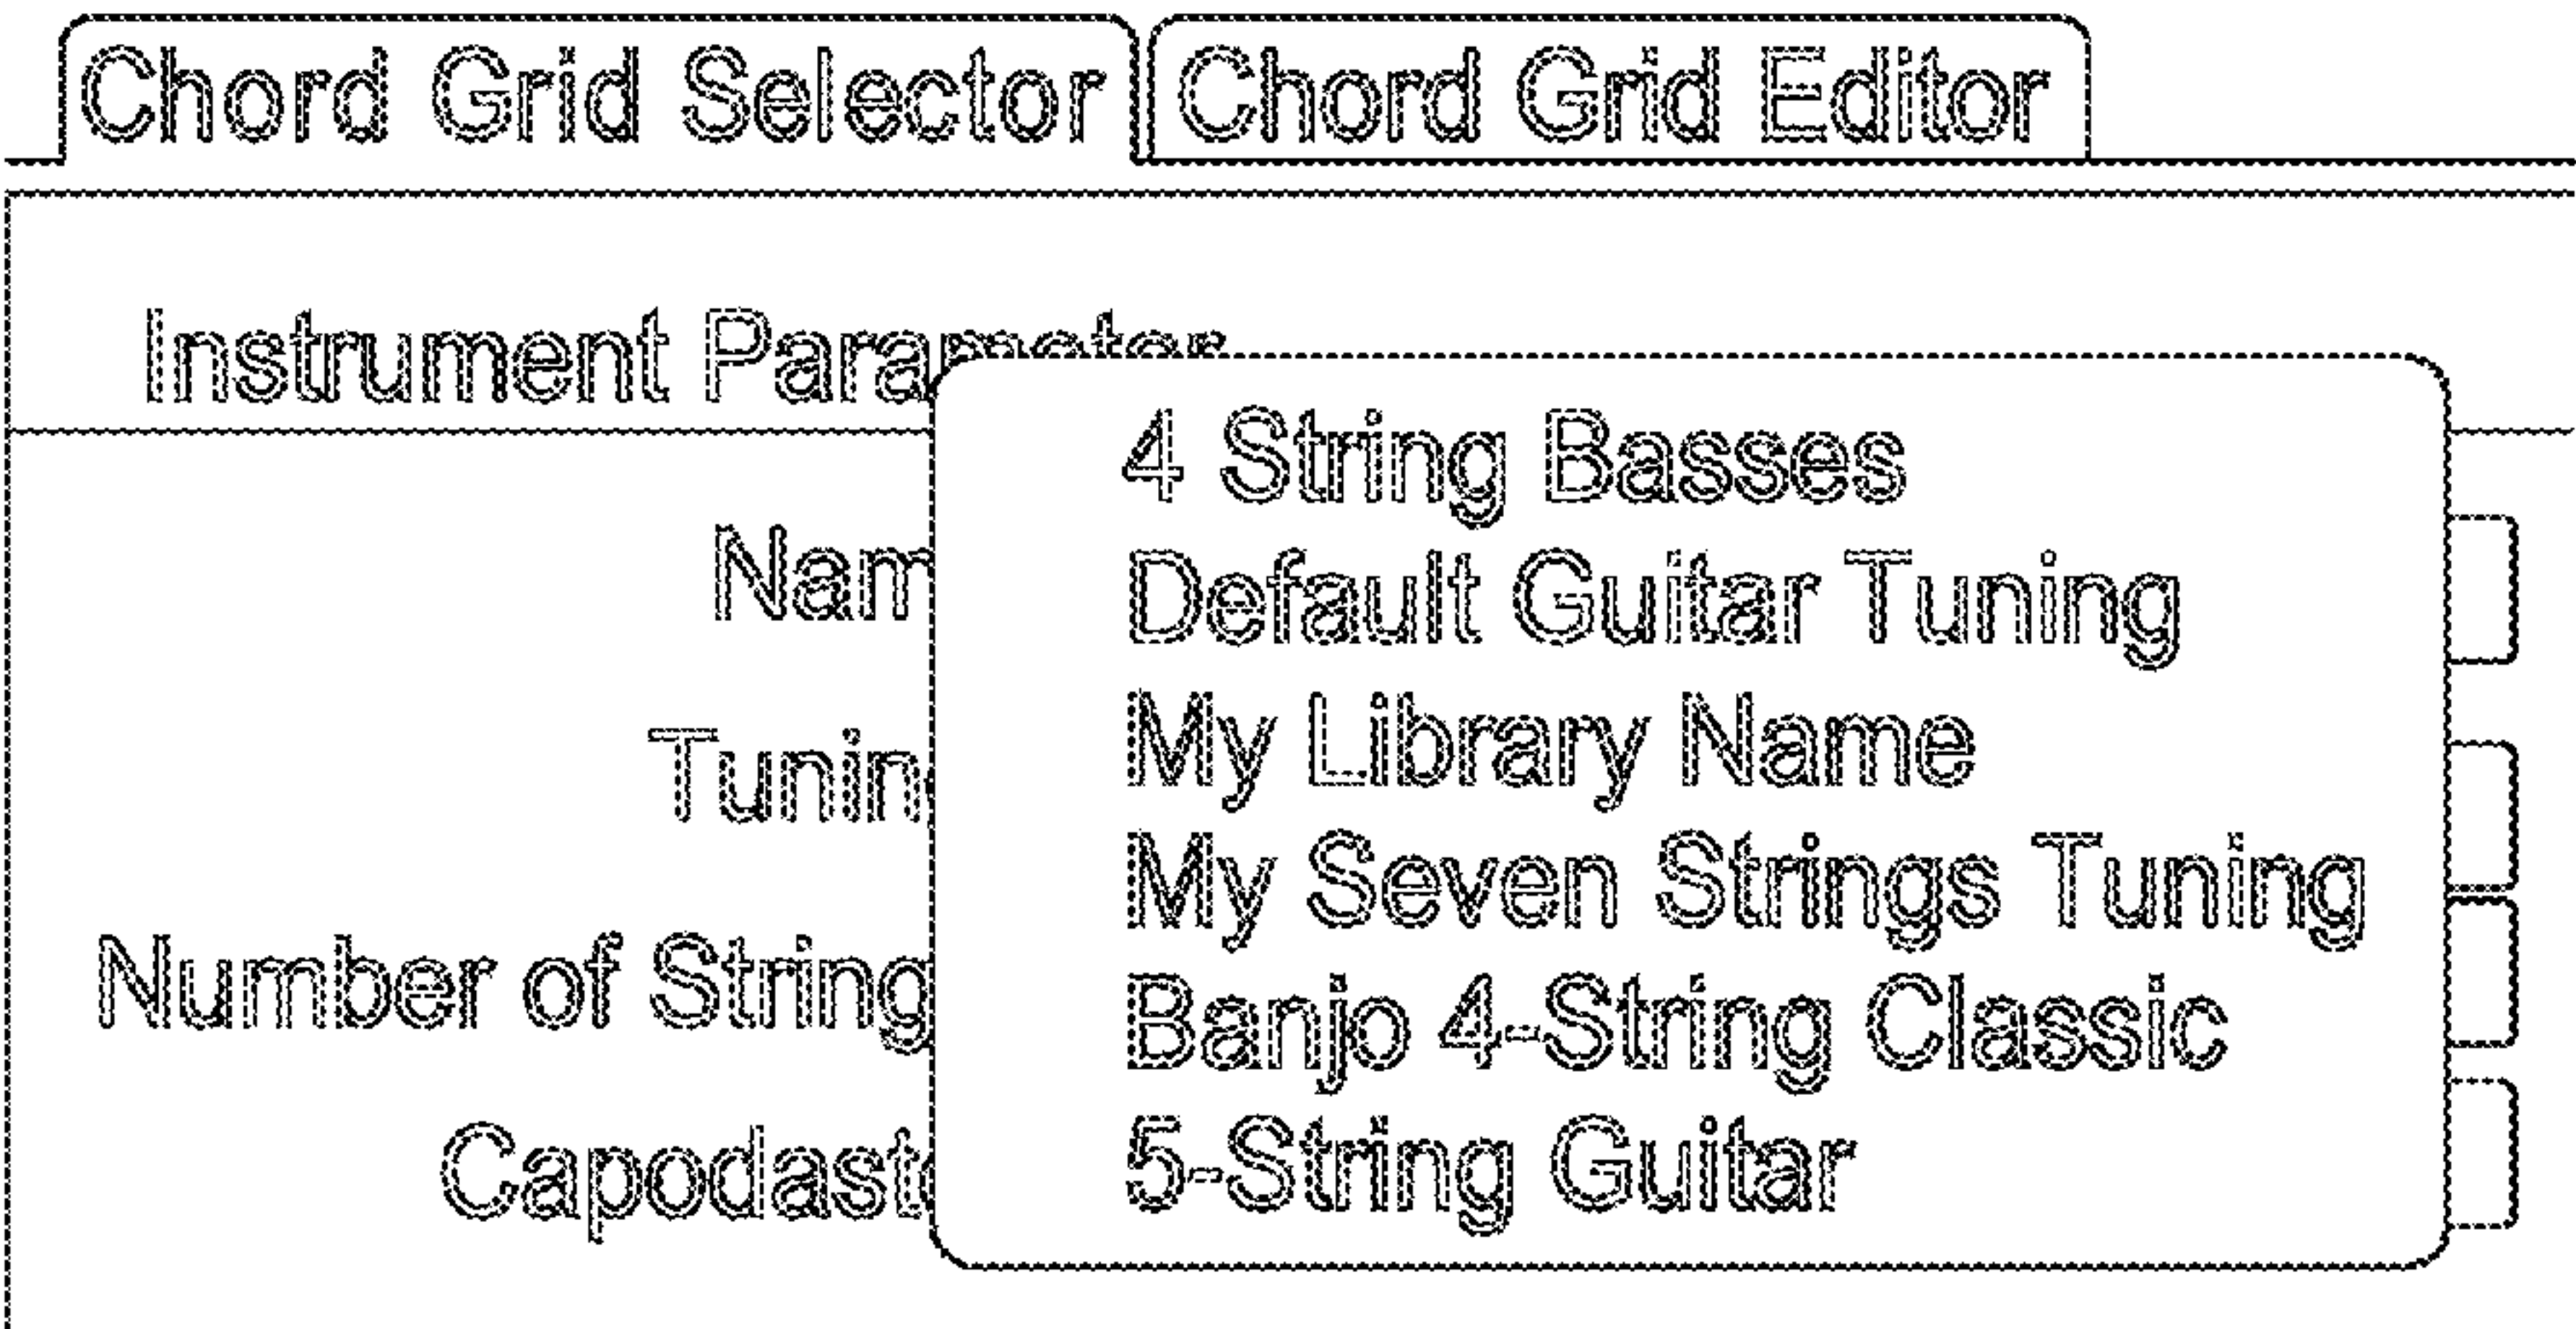 Chord Grid Selector Chord Grid Editor
Instrument Parameter
4 String Basses
Nam
Default Guitar Tuning
Tunin
My Library Name
My Seven Strings Tuning
Number of String
Banjo 4-String Classic
Capodast
5-String Guitar